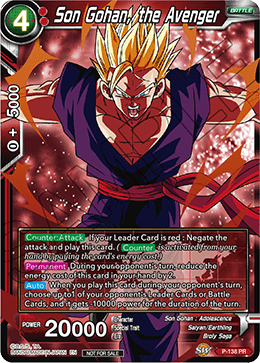 4
Son Gohan, the Avenger
BATTLE
0 + 5000
Counter:Attack If your Leader Card is red : Negate
the attack and play this card. ( Counter is activated from your
hand by paying the card's energy cost.)
Permanent During your opponent's turn, reduce the
energy cost of this card in your hand by 2.
Auto When you play this card during your opponent's turn,
choose up to 1 of your opponent's Leader Cards or Battle
Cards, and it gets -10000 power for the duration of the turn.
POWER 20000
Character
Son Gohan : Adolescence
Special Trait
Saiyan/Earthling
Era
Broly Saga
EN
NOT FOR SALE
P-138 PR